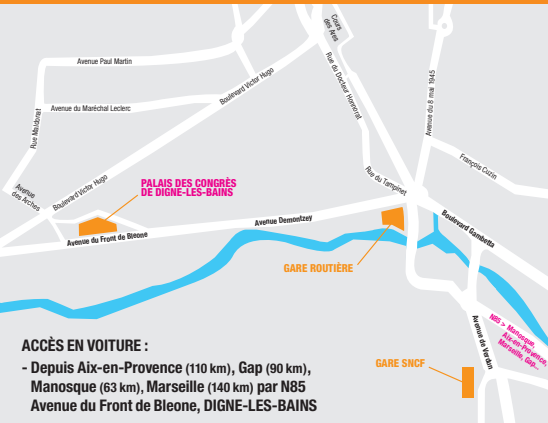 Cours
des Ares
Avenue Paul Martin
Rue du Docteur Honnorat
Avenue du 8 mai 1945
Boulevard Victor Hugo
Avenue du Maréchal Leclerc
Rue Maldonat
François Cuzin
Rue du Tampinet
Avenue
des Arches
Boulevard Victor Hugo
PALAIS DES CONGRÈS
DE DIGNE-LES-BAINS
Avenue Demontzey
Boulevard Gambetta
Avenue du Front de Bleone
GARE ROUTIÈRE
N85 > Manosque,
Aix-en-Provence,
Marseille, Gap...
Avenue de Verdun
GARE SNCF
ACCÈS EN VOITURE :
- Depuis Aix-en-Provence (110 km), Gap (90 km),
Manosque (63 km), Marseille (140 km) par N85
Avenue du Front de Bleone, DIGNE-LES-BAINS